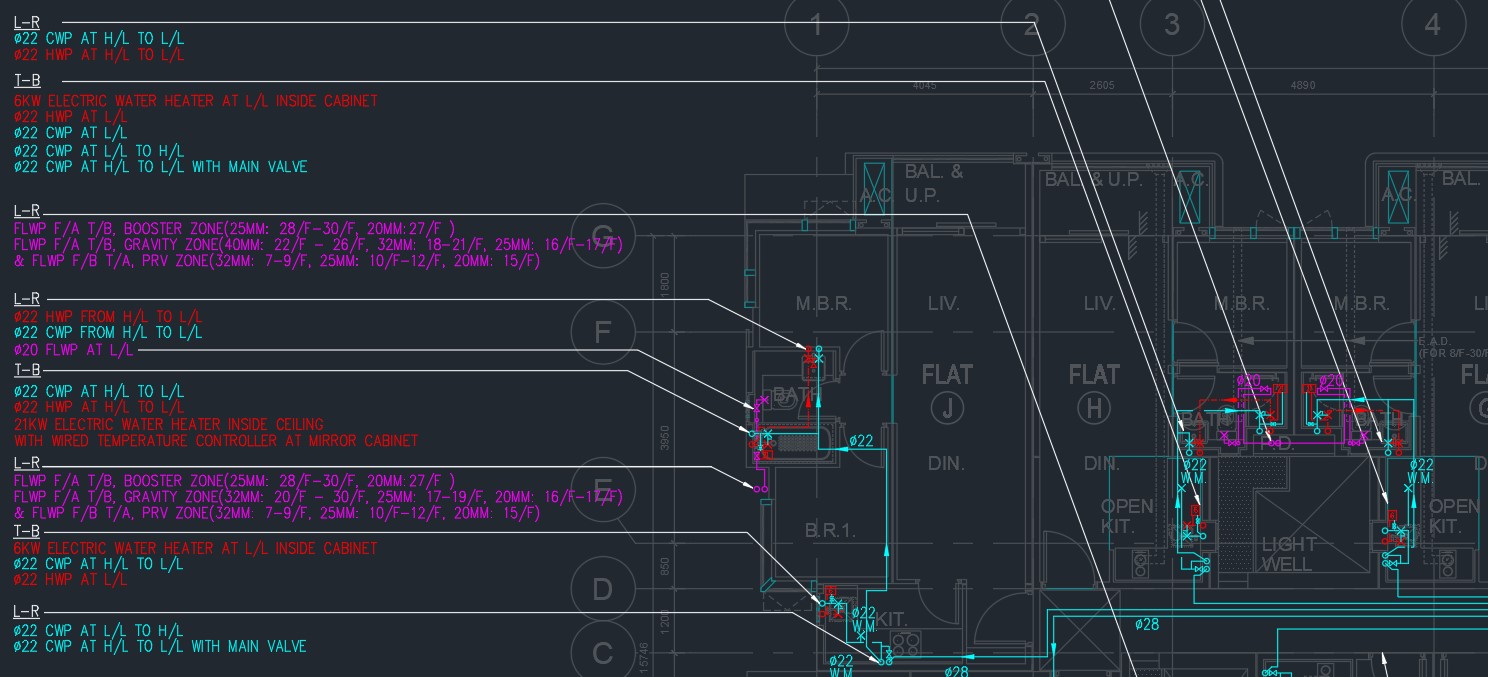 L-R
ø22 CWP AT H/L TO L/L
ø22 HWP AT H/L TO L/L
T-B
6KW ELECTRIC WATER HEATER AT L/L INSIDE CABINET
ø22 HWP AT L/L
ø22 CWP AT L/L
ø22 CWP AT L/L TO H/L
ø22 CWP AT H/L TO L/L WITH MAIN VALVE
L-R
FLWP F/A T/B, BOOSTER ZONE(25MM: 28/F-30/F, 20MM:27/F )
FLWP F/A T/B, GRAVITY ZONE(40MM: 22/F - 26/F, 32MM: 18-21/F, 25MM: 16/F-17/F)
& FLWP F/B T/A, PRV ZONE(32MM: 7-9/F, 25MM: 10/F-12/F, 20MM: 15/F)
L-R
ø22 HWP FROM H/L TO L/L
ø22 CWP FROM H/L TO L/L
ø20 FLWP AT L/L
T-B
ø22 CWP AT H/L TO L/L
ø22 HWP AT H/L TO L/L
21KW ELECTRIC WATER HEATER INSIDE CEILING
WITH WIRED TEMPERATURE CONTROLLER AT MIRROR CABINET
L-R
FLWP F/A T/B, BOOSTER ZONE(25MM: 28/F-30/F, 20MM:27/F )
FLWP F/A T/B, GRAVITY ZONE(32MM: 20/F - 30/F, 25MM: 17-19/F, 20MM: 16/F-17/F)
& FLWP F/B T/A, PRV ZONE(32MM: 7-9/F, 25MM: 10/F-12/F, 20MM: 15/F)
T-B
6KW ELECTRIC WATER HEATER AT L/L INSIDE CABINET
ø22 CWP AT H/L TO L/L
ø22 HWP AT L/L
L-R
ø22 CWP AT L/L TO H/L
ø22 CWP AT H/L TO L/L WITH MAIN VALVE
1 2 3 4
4045 2605 4890
BAL. &
U.P.
A.C.
BAL. & U.P.
A.C.
A.C.
BAL.
G
1800
M.B.R.
LIV.
LIV.
M.B.R.
M.B.R.
F
E.A.D.
(FOR 8/F-30/F
FLAT
J
FLAT
H
ø20
ø20
BATH
BATH
3950
ø22
DIN.
DIN.
P.D.
ø22
W.M.
ø22
W.M.
E
B.R.1.
OPEN
KIT.
OPEN
KIT.
LIGHT
WELL
850
D
ø22
W.M.
KIT.
1200
ø28
C
15746
ø22
W.M.
ø28